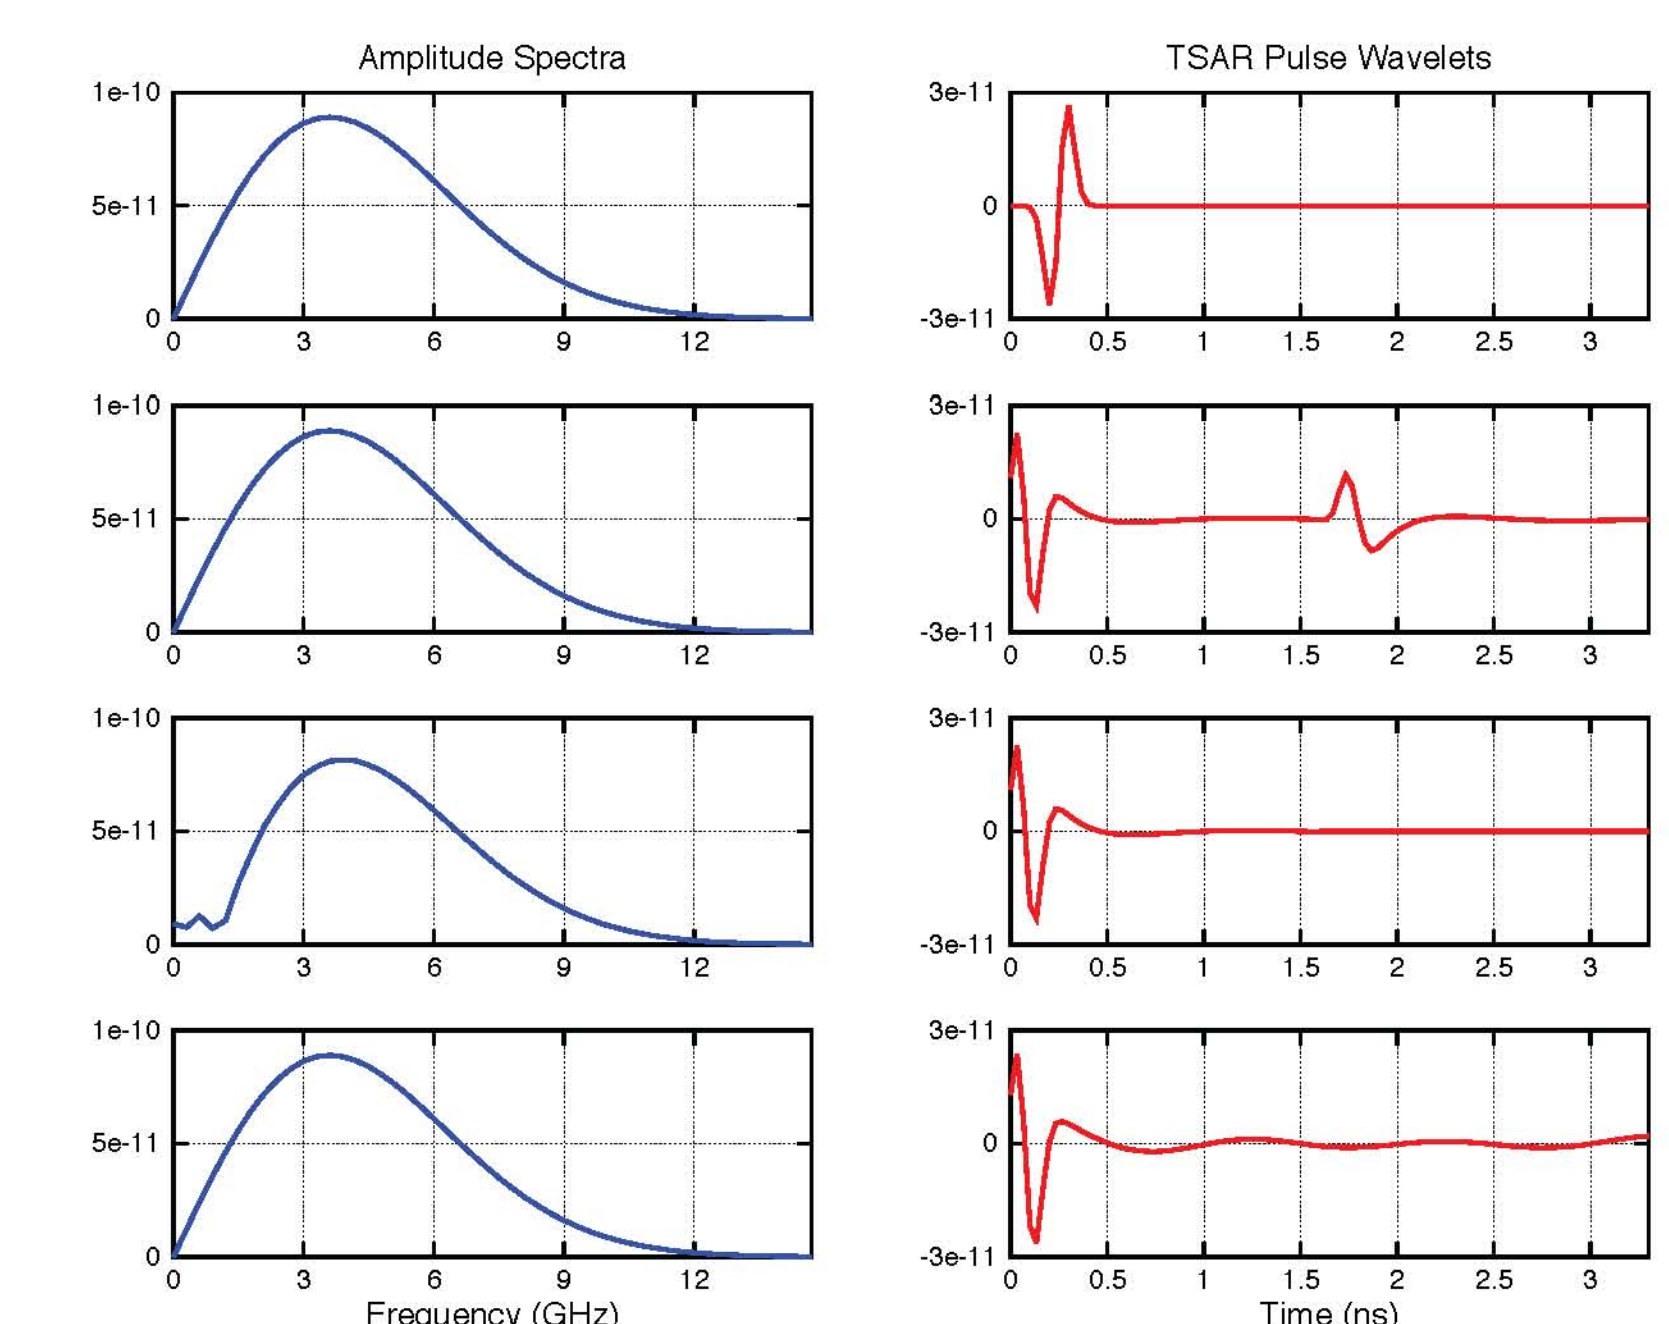 Amplitude Spectra
1e-10
5e-11
0
0 3 6 9 12
TSAR Pulse Wavelets
3e-11
0
-3e-11
0 0.5 1 1.5 2 2.5 3
1e-10
5e-11
0
0 3 6 9 12
3e-11
0
-3e-11
0 0.5 1 1.5 2 2.5 3
1e-10
5e-11
0
0 3 6 9 12
3e-11
0
-3e-11
0 0.5 1 1.5 2 2.5 3
1e-10
5e-11
0
0 3 6 9 12
Frequency (GHz)
3e-11
0
-3e-11
0 0.5 1 1.5 2 2.5 3
Time (ns)